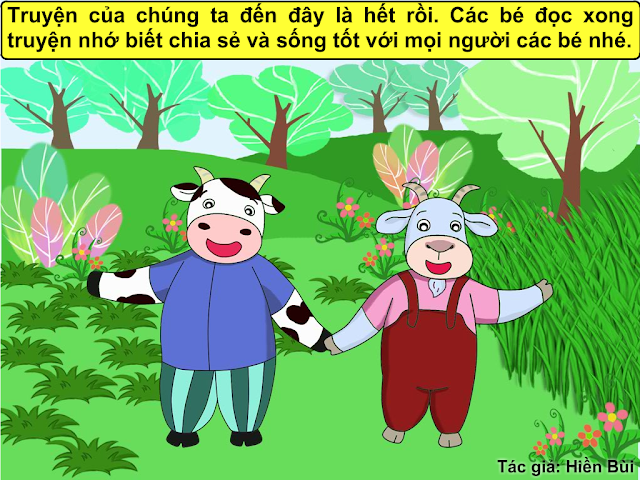 Truyện của chúng ta đến đây là hết rồi. Các bé đọc xong
truyện nhớ biết chia sẻ và sống tốt với mọi người các bé nhé.
Tác giả: Hiền Bùi